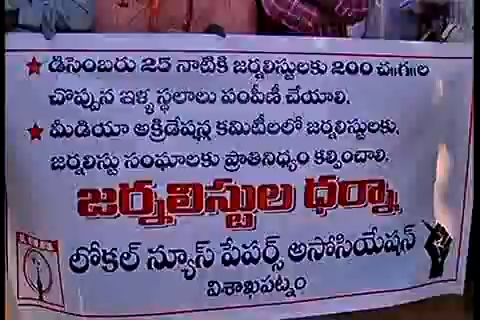 ★ డిసెంబరు 25 నాటికి జర్నలిస్టులకు 200 చ॥గ॥ల
చొప్పున ఇళ్ళ స్థలాలు పంపిణీ చేయాలి.
★ మీడియా అక్రిడేషన్ల కమిటీలలో జర్నలిస్టులకు,
జర్నలిస్టు సంఘాలకు ప్రాతినిధ్యం కల్పించాలి.
జర్నలిస్టుల ధర్నా
లోకల్ న్యూస్ పేపర్స్ అసోసియేషన్
విశాఖపట్నం